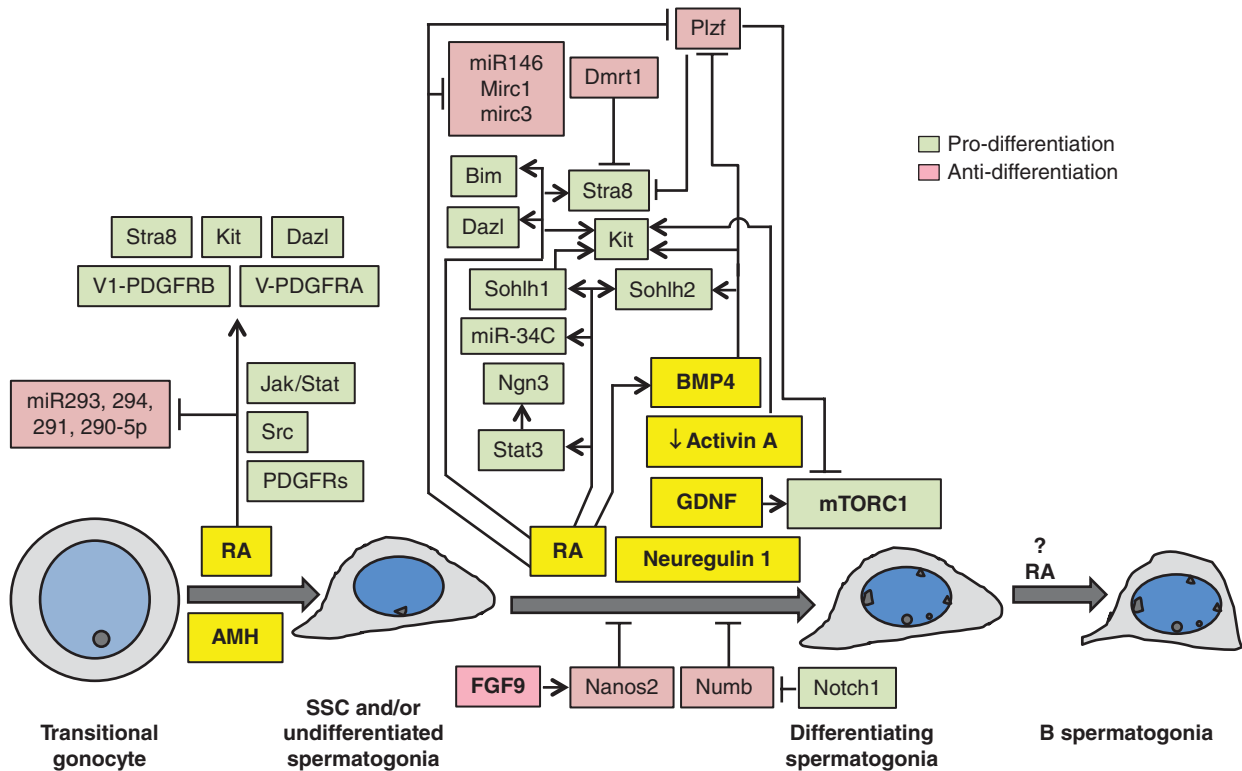 Plzf
miR146
Mirc1
mirc3
Dmrt1
Pro-differentiation
Anti-differentiation
Bim
Stra8
Dazl
Kit
Stra8
Kit
Dazl
V1-PDGFRB
V-PDGFRA
Sohlh1
Sohlh2
miR-34C
Jak/Stat
Ngn3
BMP4
miR293, 294,
291, 290-5p
Src
Stat3
↓Activin A
PDGFRs
GDNF
mTORC1
RA
RA
Neuregulin 1
?
RA
AMH
FGF9
Nanos2
Numb
Notch1
Transitional
gonocyte
SSC and/or
undifferentiated
spermatogonia
Differentiating
spermatogonia
B spermatogonia